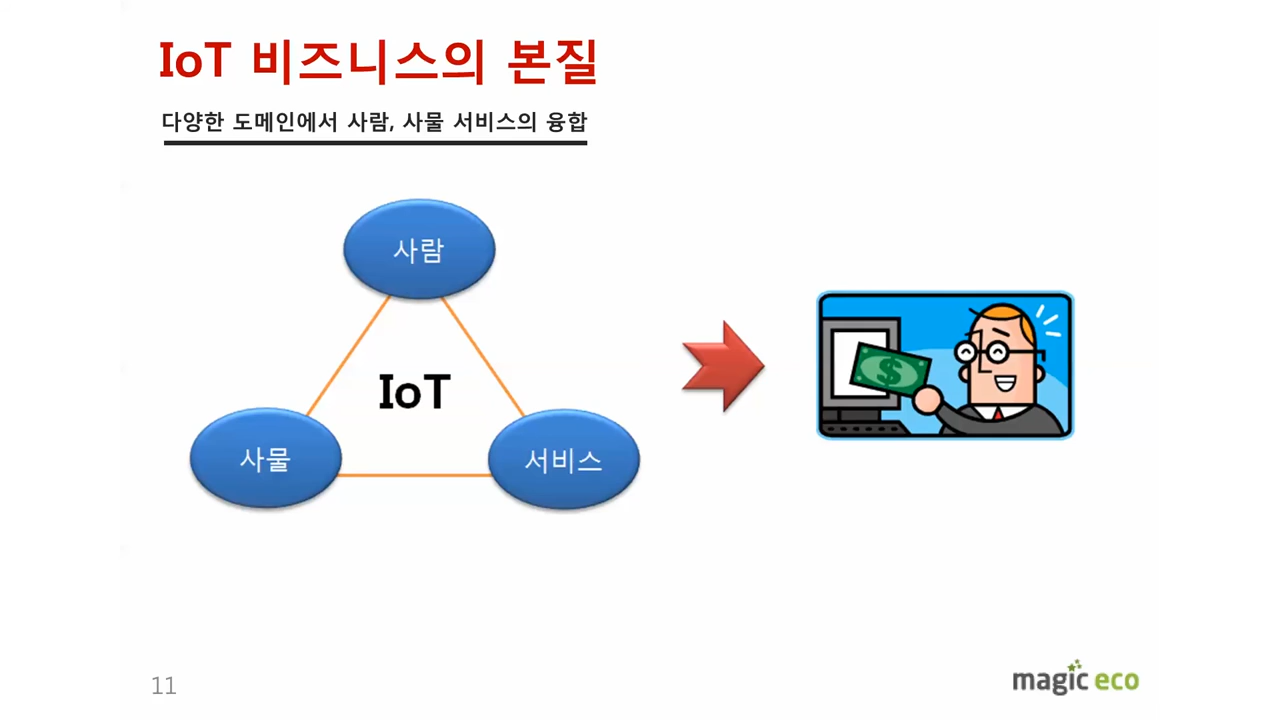 IoT 비즈니스의 본질
다양한 도메인에서 사람, 사물 서비스의 융합
사람
IoT
사물
서비스
$
11
magic eco